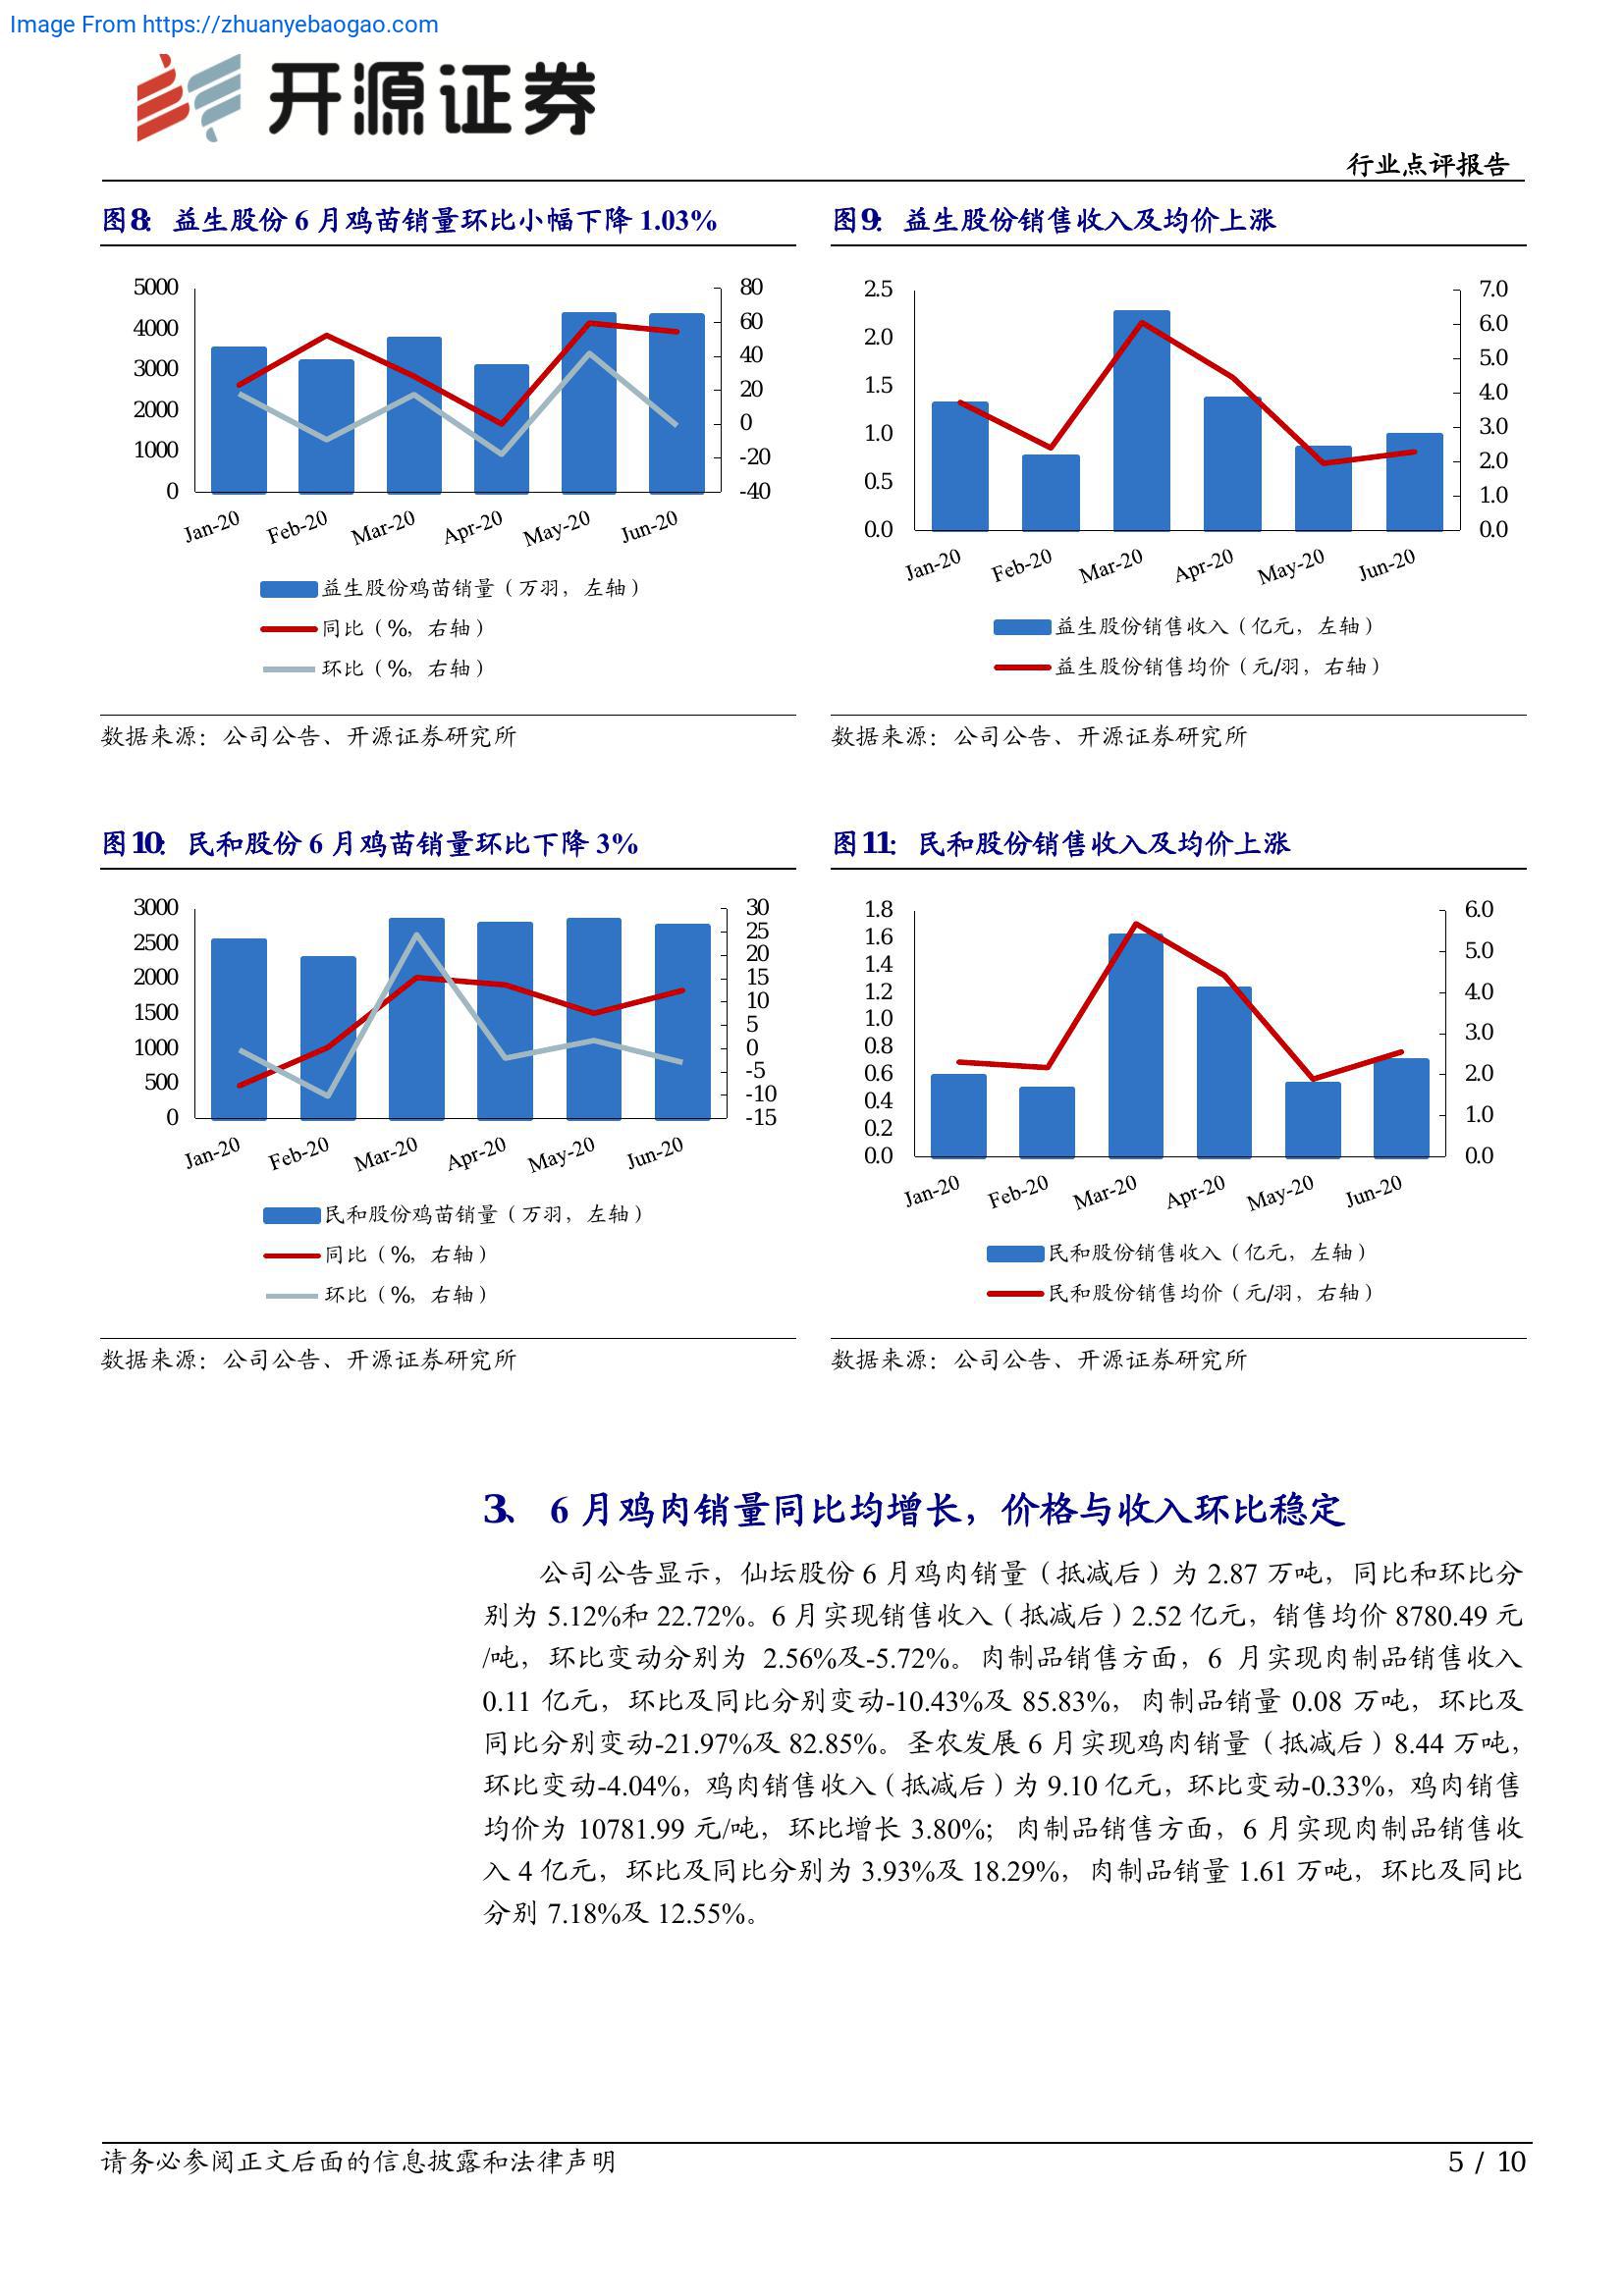 Image From https://zhuanyebaogao.com
开源证券
行业点评报告
图8：益生股份 6 月鸡苗销量环比小幅下降 1.03%
5000
4000
3000
2000
1000
0
80
60
40
20
0
-20
-40
Jan-20 Feb-20 Mar-20 Apr-20 May-20 Jun-20
益生股份鸡苗销量（万羽，左轴）
同比（%，右轴）
环比（%，右轴）
数据来源：公司公告、开源证券研究所
图9：益生股份销售收入及均价上涨
2.5
2.0
1.5
1.0
0.5
0.0
7.0
6.0
5.0
4.0
3.0
2.0
1.0
0.0
Jan-20 Feb-20 Mar-20 Apr-20 May-20 Jun-20
益生股份销售收入（亿元，左轴）
益生股份销售均价（元/羽，右轴）
数据来源：公司公告、开源证券研究所
图10：民和股份 6 月鸡苗销量环比下降 3%
3000
2500
2000
1500
1000
500
0
30
25
20
15
10
5
0
-5
-10
-15
Jan-20 Feb-20 Mar-20 Apr-20 May-20 Jun-20
民和股份鸡苗销量（万羽，左轴）
同比（%，右轴）
环比（%，右轴）
数据来源：公司公告、开源证券研究所
图11：民和股份销售收入及均价上涨
1.8
1.6
1.4
1.2
1.0
0.8
0.6
0.4
0.2
0.0
6.0
5.0
4.0
3.0
2.0
1.0
0.0
Jan-20 Feb-20 Mar-20 Apr-20 May-20 Jun-20
民和股份销售收入（亿元，左轴）
民和股份销售均价（元/羽，右轴）
数据来源：公司公告、开源证券研究所
3、 6 月鸡肉销量同比均增长，价格与收入环比稳定
公司公告显示，仙坛股份 6 月鸡肉销量（抵减后）为 2.87 万吨，同比和环比分
别为 5.12%和 22.72%。6 月实现销售收入（抵减后）2.52 亿元，销售均价 8780.49 元
/吨，环比变动分别为 2.56%及-5.72%。肉制品销售方面，6 月实现肉制品销售收入
0.11 亿元，环比及同比分别变动-10.43%及 85.83%，肉制品销量 0.08 万吨，环比及
同比分别变动-21.97%及 82.85%。圣农发展 6 月实现鸡肉销量（抵减后）8.44 万吨，
环比变动-4.04%，鸡肉销售收入（抵减后）为 9.10 亿元，环比变动-0.33%，鸡肉销售
均价为 10781.99 元/吨，环比增长 3.80%；肉制品销售方面，6 月实现肉制品销售收
入 4 亿元，环比及同比分别为 3.93%及 18.29%，肉制品销量 1.61 万吨，环比及同比
分别 7.18%及 12.55%。
请务必参阅正文后面的信息披露和法律声明
5 / 10